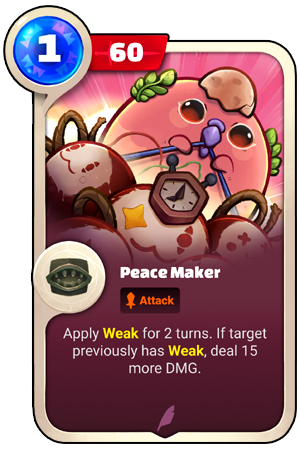 1
60
Peace Maker
Attack
Apply Weak for 2 turns. If target
previously has Weak, deal 15
more DMG.